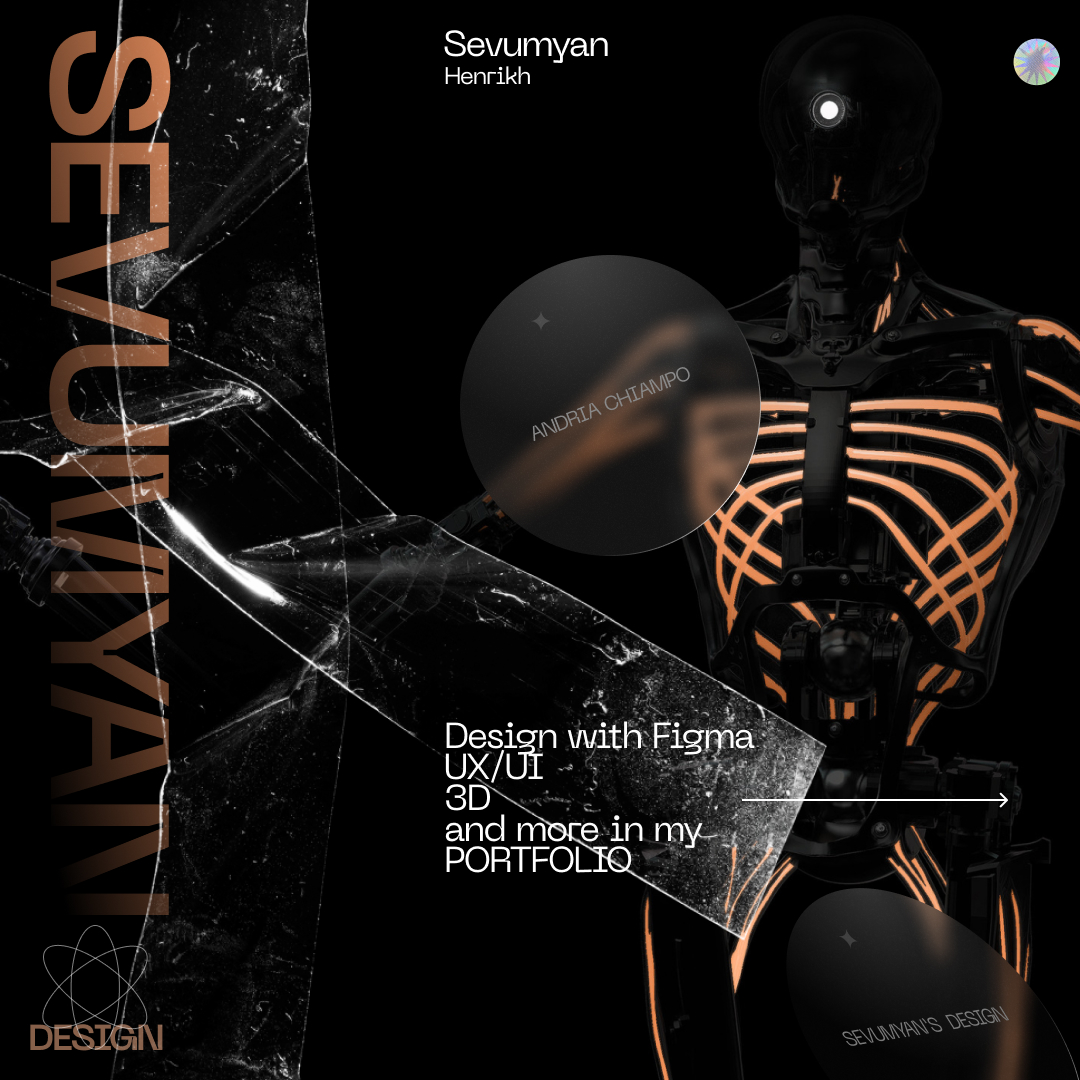 SEVUMYAN
Sevumyan
Henrikh
ANDRIA CHIAMPO
Design with Figma
UX/UI
3D
and more in my
PORTFOLIO
SEVUMYAN'S DESIGN
DESIGN